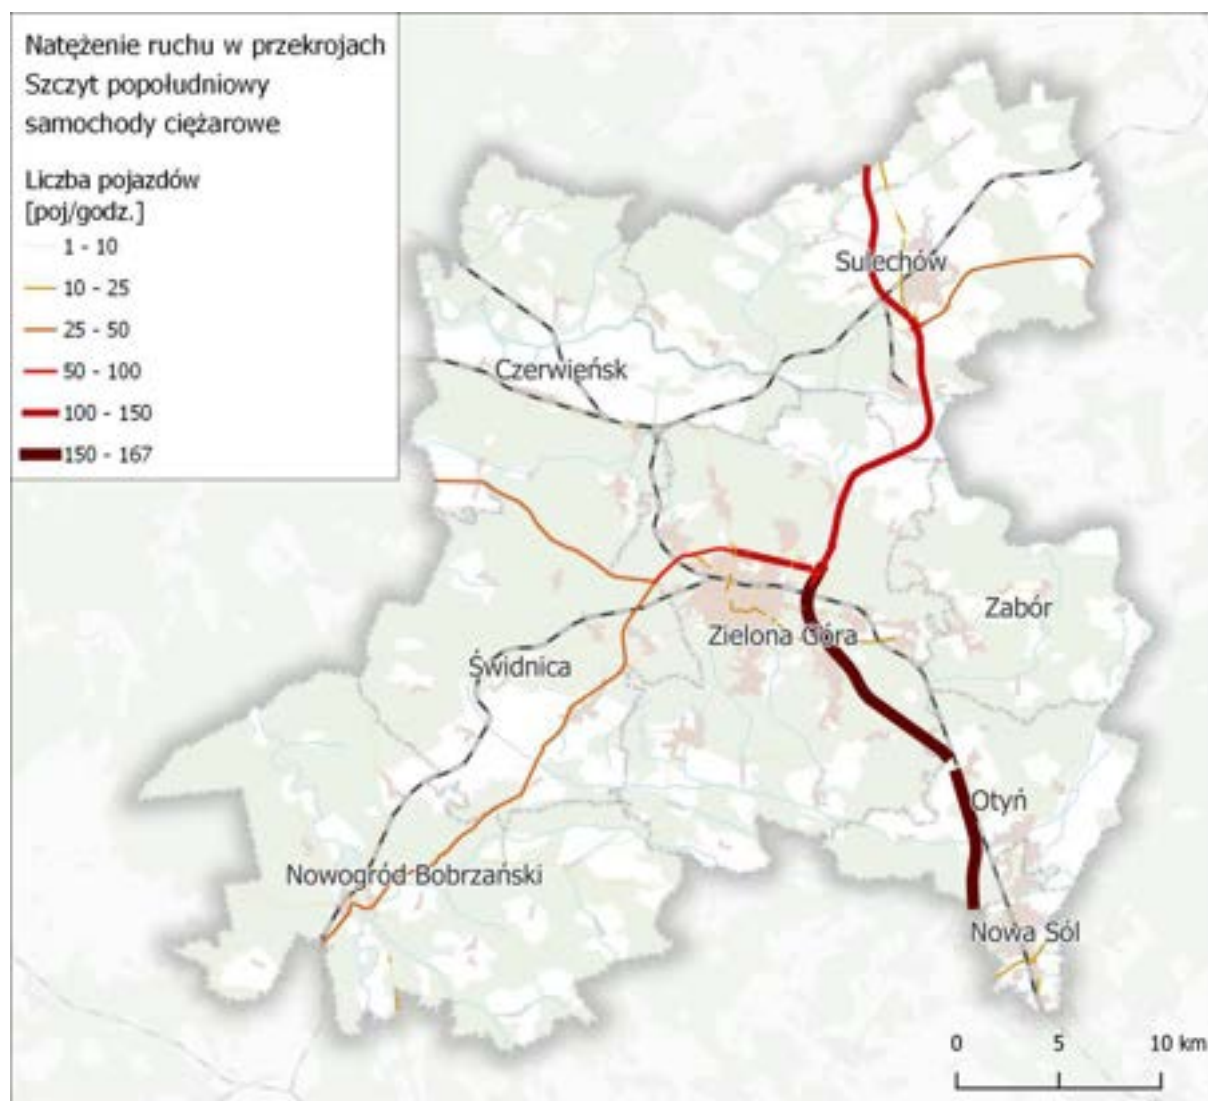 Natężenie ruchu w przekrojach
Szczyt popołudniowy
samochody ciężarowe
Liczba pojazdów
[poj/godz.]
1 - 10
10 - 25
25 - 50
50 - 100
100 - 150
150 - 167
Sulechów
Czerwieńsk
Zabór
Zielona Góra
Świdnica
Otyń
Nowogród Bobrzański
Nowa Sól
0 5 10 km